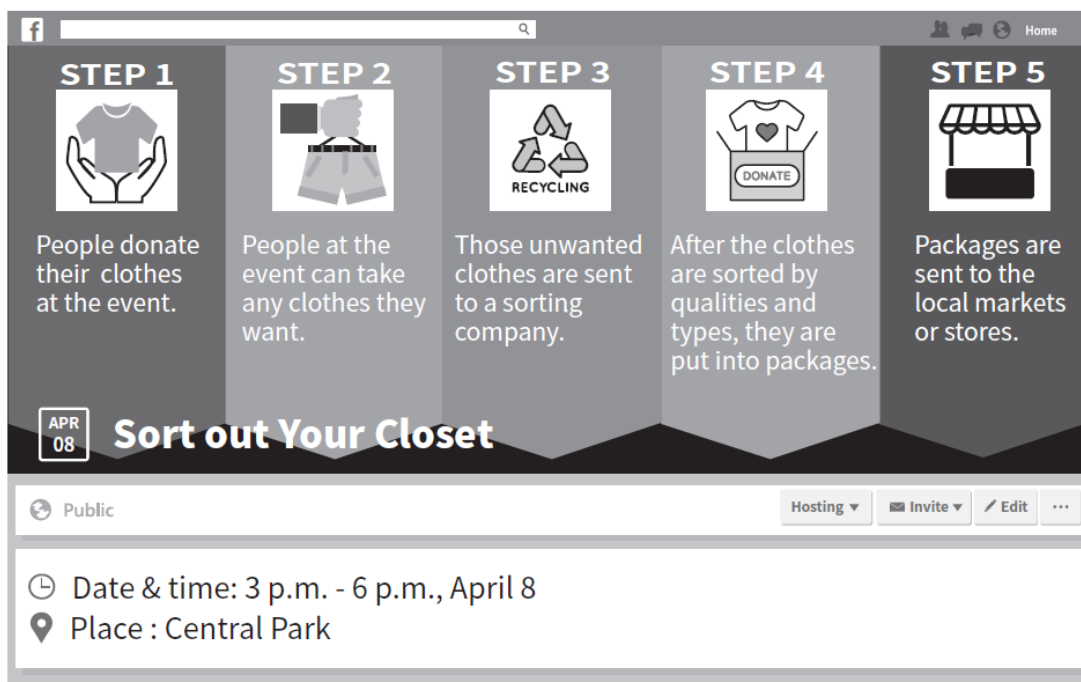 f
Home
STEP 1
People donate
their clothes
at the event.
STEP 2
People at the
event can take
any clothes they
want.
STEP 3
RECYCLING
Those unwanted
clothes are sent
to a sorting
company.
STEP 4
DONATE
After the clothes
are sorted by
qualities and
types, they are
put into packages.
STEP 5
Packages are
sent to the
local markets
or stores.
APR
08
Sort out Your Closet
Public
Hosting
Invite
Edit
...
Date & time: 3 p.m. - 6 p.m., April 8
Place : Central Park